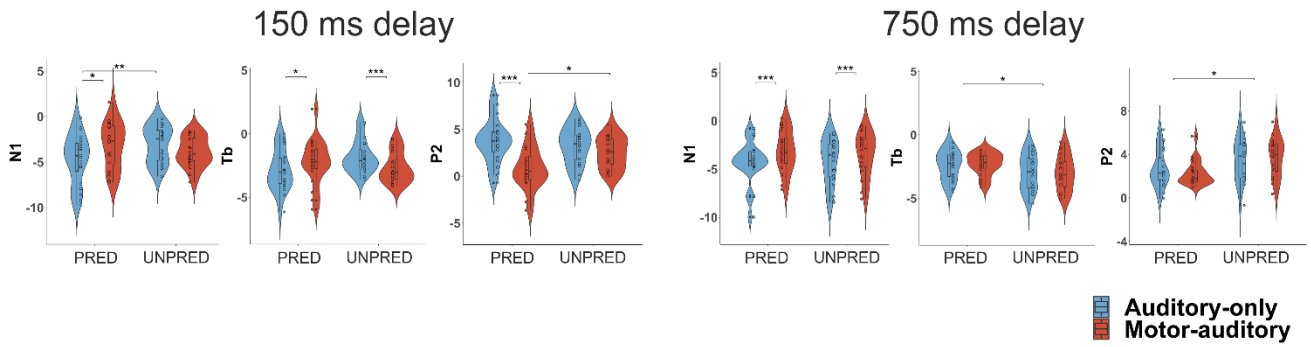 150 ms delay
750 ms delay
N1
5
0
-5
-10
PRED
UNPRED
*
**
Tb
5
0
-5
PRED
UNPRED
*
***
P2
10
5
0
-5
PRED
UNPRED
***
*
N1
5
0
-5
-10
PRED
UNPRED
***
***
Tb
5
0
-5
PRED
UNPRED
*
P2
8
4
0
-4
PRED
UNPRED
*
Auditory-only
Motor-auditory